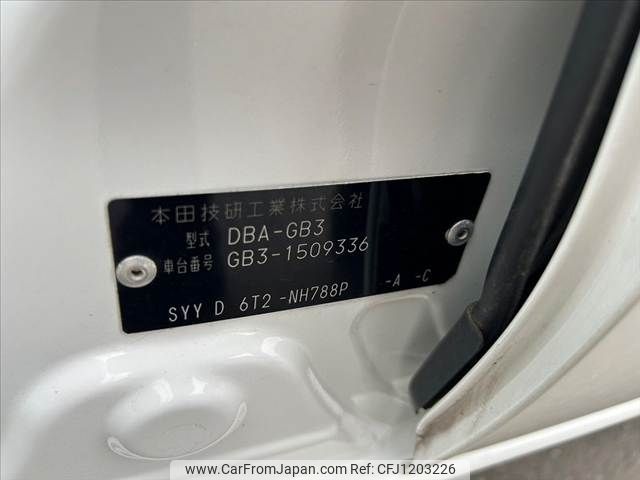 本田技研工業株式会社
型式 DBA-GB3
車台番号 GB3-1509336
SYY D 6T2 -NH788P -A -C
www.CarFromJapan.com | Ref No. CFJ1203226